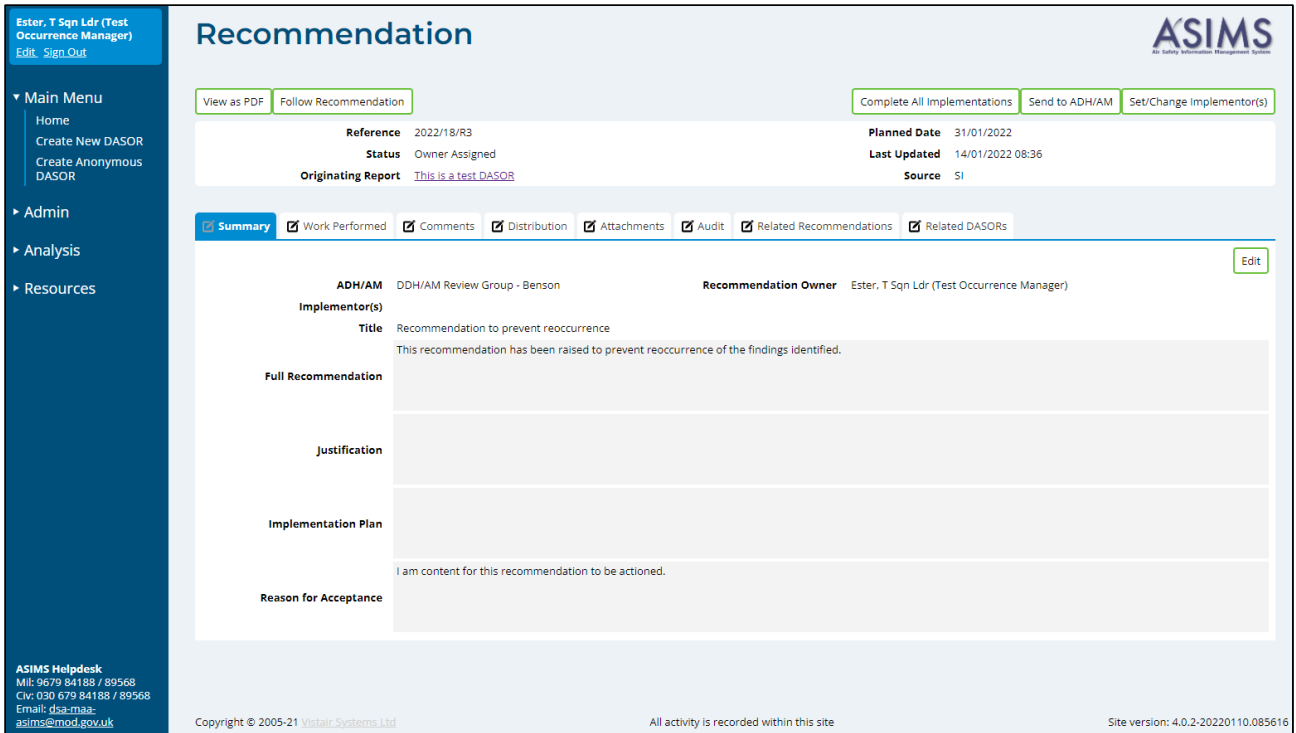 Ester, T Sqn Ldr (Test
Occurrence Manager)
Edit Sign Out
Main Menu
Home
Create New DASOR
Create Anonymous
DASOR
Admin
Analysis
Resources
ASIMS Helpdesk
Mil: 9679 84188 / 89568
Civ: 030 679 84188 / 89568
Email: dsa-maa-
asims@mod.gov.uk
Recommendation
ASIMS
Air Safety Information Management System
View as PDF Follow Recommendation Complete All Implementations Send to ADH/AM Set/Change Implementor(s)
Reference 2022/18/R3 Planned Date 31/01/2022
Status Owner Assigned Last Updated 14/01/2022 08:36
Originating Report This is a test DASOR Source SI
Summary Work Performed Comments Distribution Attachments Audit Related Recommendations Related DASORs
Edit
ADH/AM DDH/AM Review Group - Benson Recommendation Owner Ester, T Sqn Ldr (Test Occurrence Manager)
Implementor(s)
Title Recommendation to prevent reoccurrence
This recommendation has been raised to prevent reoccurrence of the findings identified.
Full Recommendation
Justification
Implementation Plan
I am content for this recommendation to be actioned.
Reason for Acceptance
Copyright © 2005-21 Vistair Systems Ltd All activity is recorded within this site Site version: 4.0.2-20220110.085616